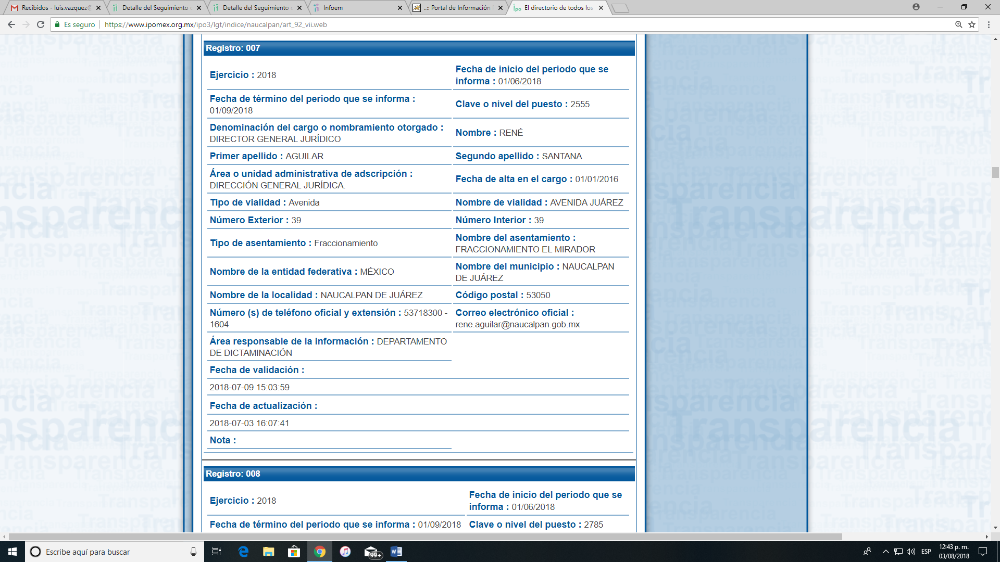 Recibidos - luis.vazquez@
Detalle del Seguimiento
Detalle del Seguimiento
Infoem
..:: Portal de Información
El directorio de todos los
Es seguro
https://www.ipomex.org.mx/ipo3/lgt/indice/naucalpan/art_92_vii.web
Registro: 007
Ejercicio : 2018
Fecha de inicio del periodo que se
informa : 01/06/2018
Fecha de término del periodo que se informa :
01/09/2018
Clave o nivel del puesto : 2555
Denominación del cargo o nombramiento otorgado :
DIRECTOR GENERAL JURÍDICO
Nombre : RENÉ
Primer apellido : AGUILAR
Segundo apellido : SANTANA
Área o unidad administrativa de adscripción :
DIRECCIÓN GENERAL JURÍDICA.
Fecha de alta en el cargo : 01/01/2016
Tipo de vialidad : Avenida
Nombre de vialidad : AVENIDA JUÁREZ
Número Exterior : 39
Número Interior : 39
Tipo de asentamiento : Fraccionamiento
Nombre del asentamiento :
FRACCIONAMIENTO EL MIRADOR
Nombre de la entidad federativa : MÉXICO
Nombre del municipio : NAUCALPAN
DE JUÁREZ
Nombre de la localidad : NAUCALPAN DE JUÁREZ
Código postal : 53050
Número (s) de teléfono oficial y extensión : 53718300 -
1604
Correo electrónico oficial :
rene.aguilar@naucalpan.gob.mx
Área responsable de la información : DEPARTAMENTO
DE DICTAMINACIÓN
Fecha de validación :
2018-07-09 15:03:59
Fecha de actualización :
2018-07-03 16:07:41
Nota :
Registro: 008
Ejercicio : 2018
Fecha de inicio del periodo que se
informa : 01/06/2018
Fecha de término del periodo que se informa : 01/09/2018
Clave o nivel del puesto : 2785
Transparencia
Escribe aquí para buscar
99+
ESP
12:43 p. m.
03/08/2018